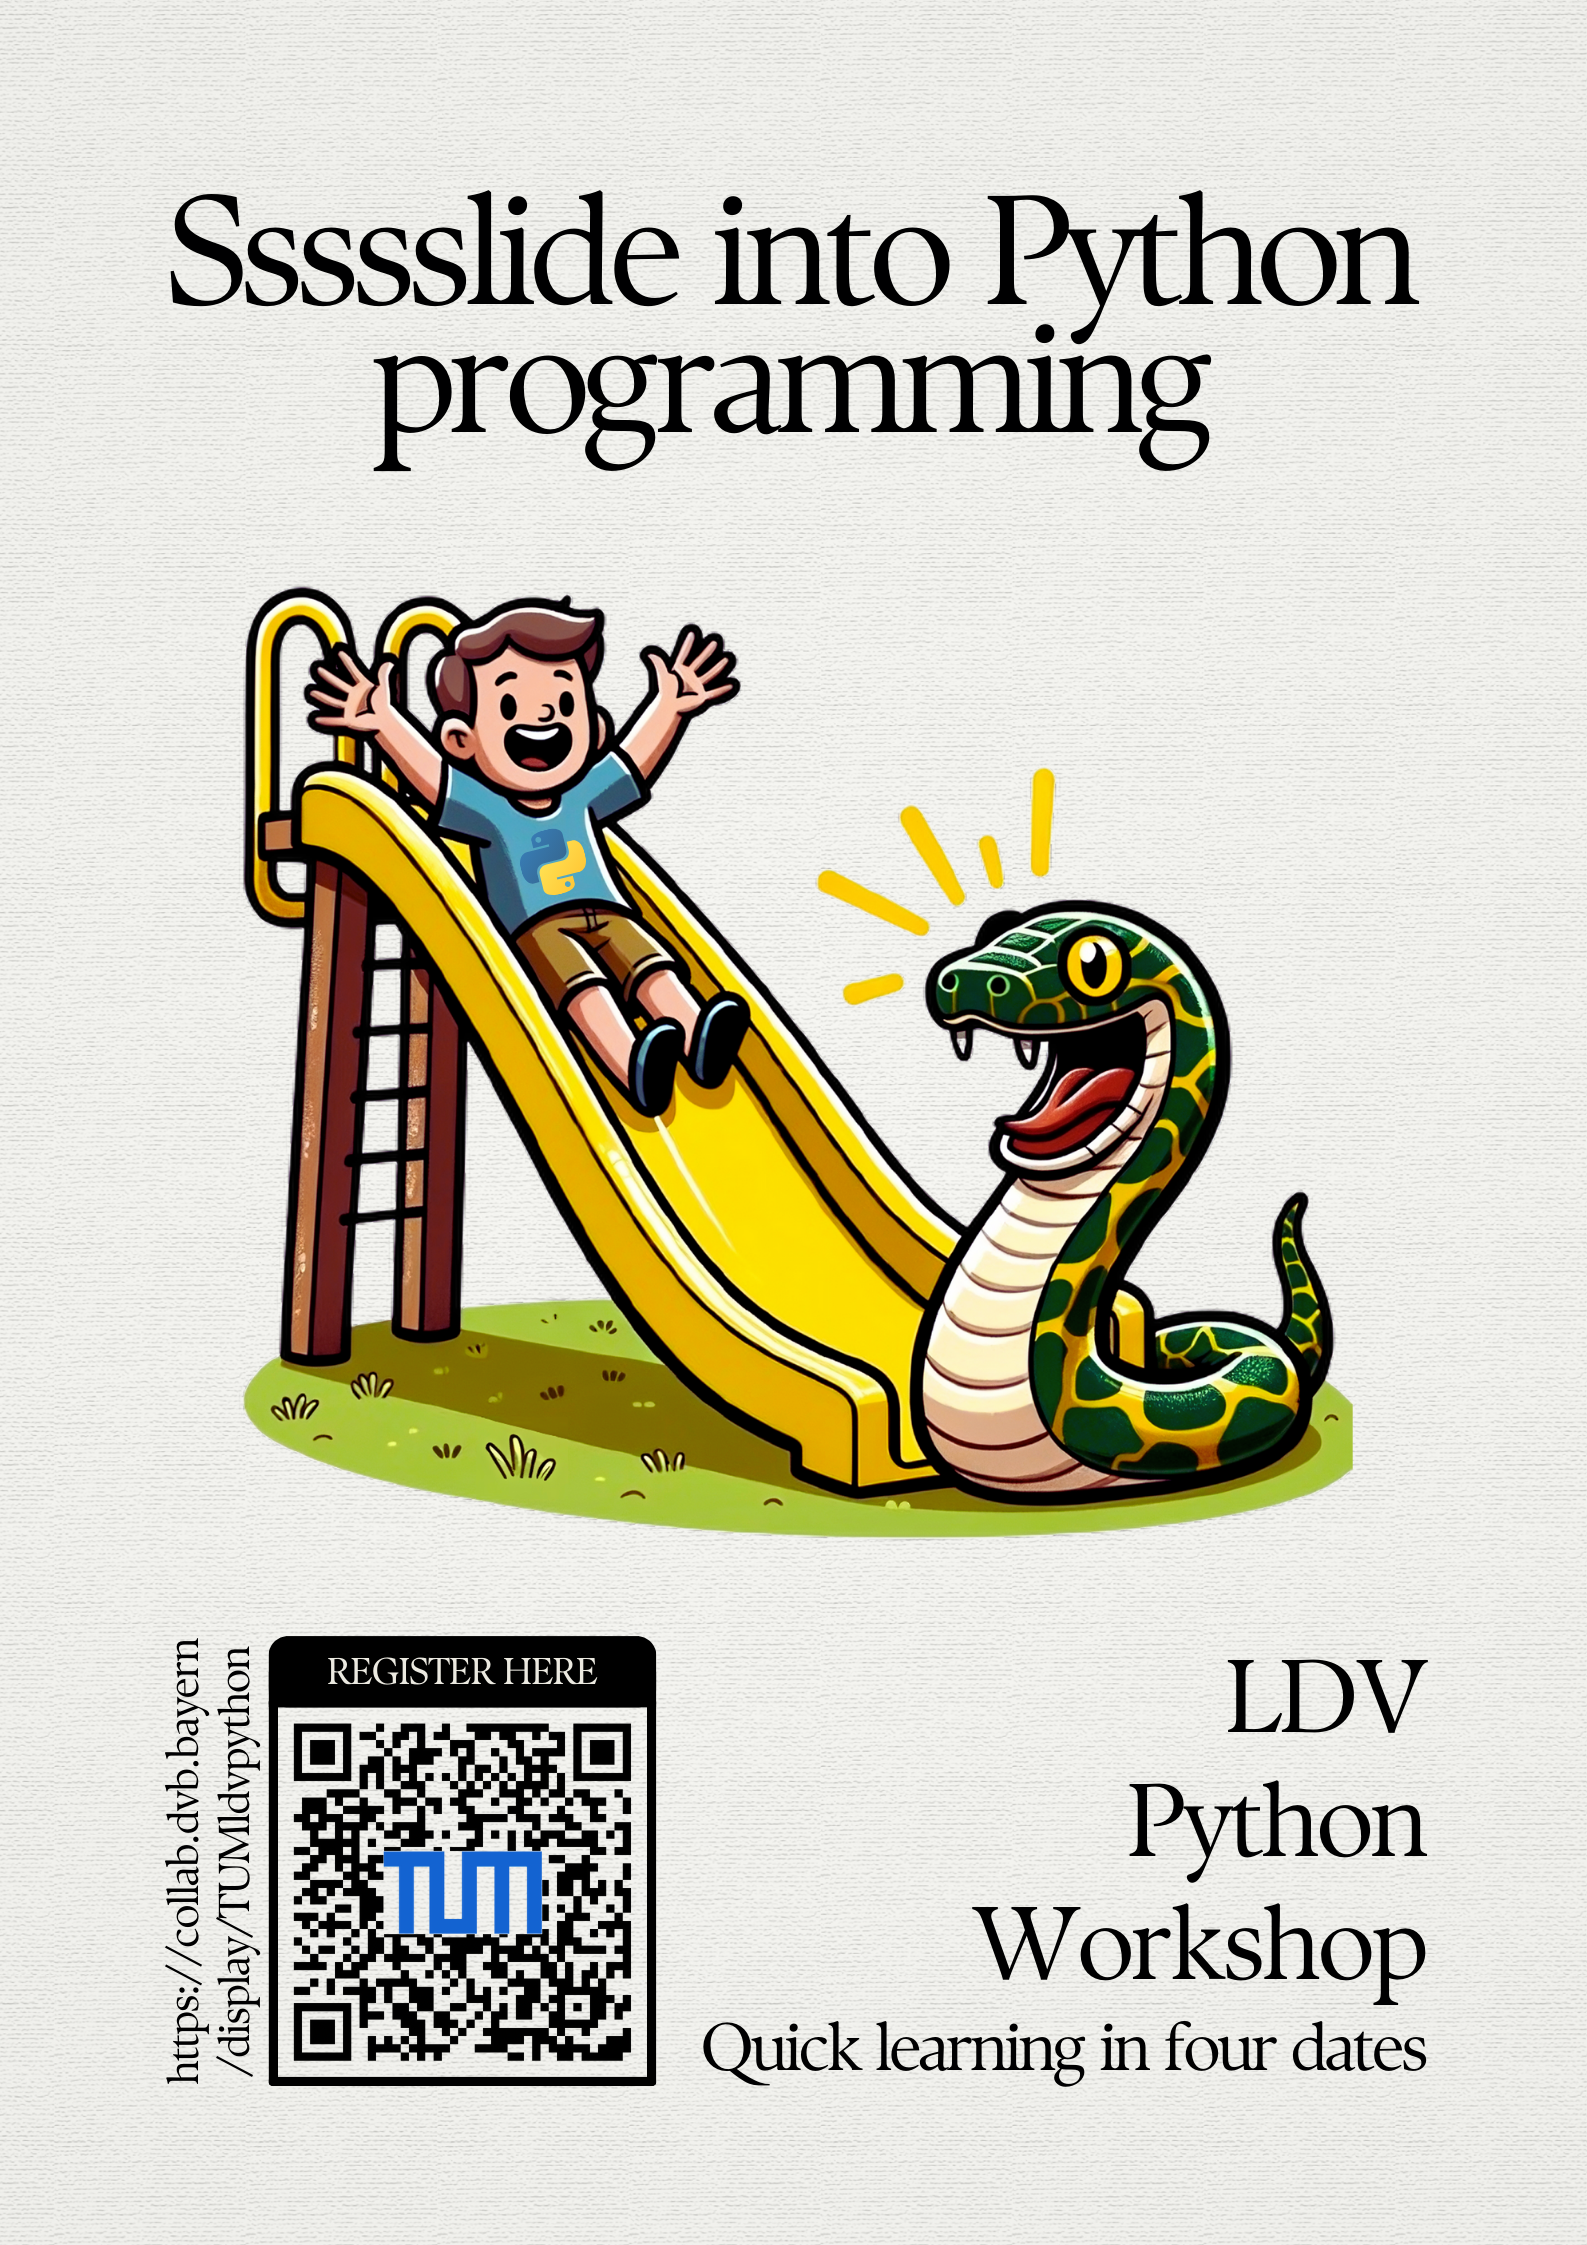 Ssssslide into Python
programming
https://collab.dvb.bayern
/display/TUMldvpython
REGISTER HERE
TUM
LDV
Python
Workshop
Quick learning in four dates